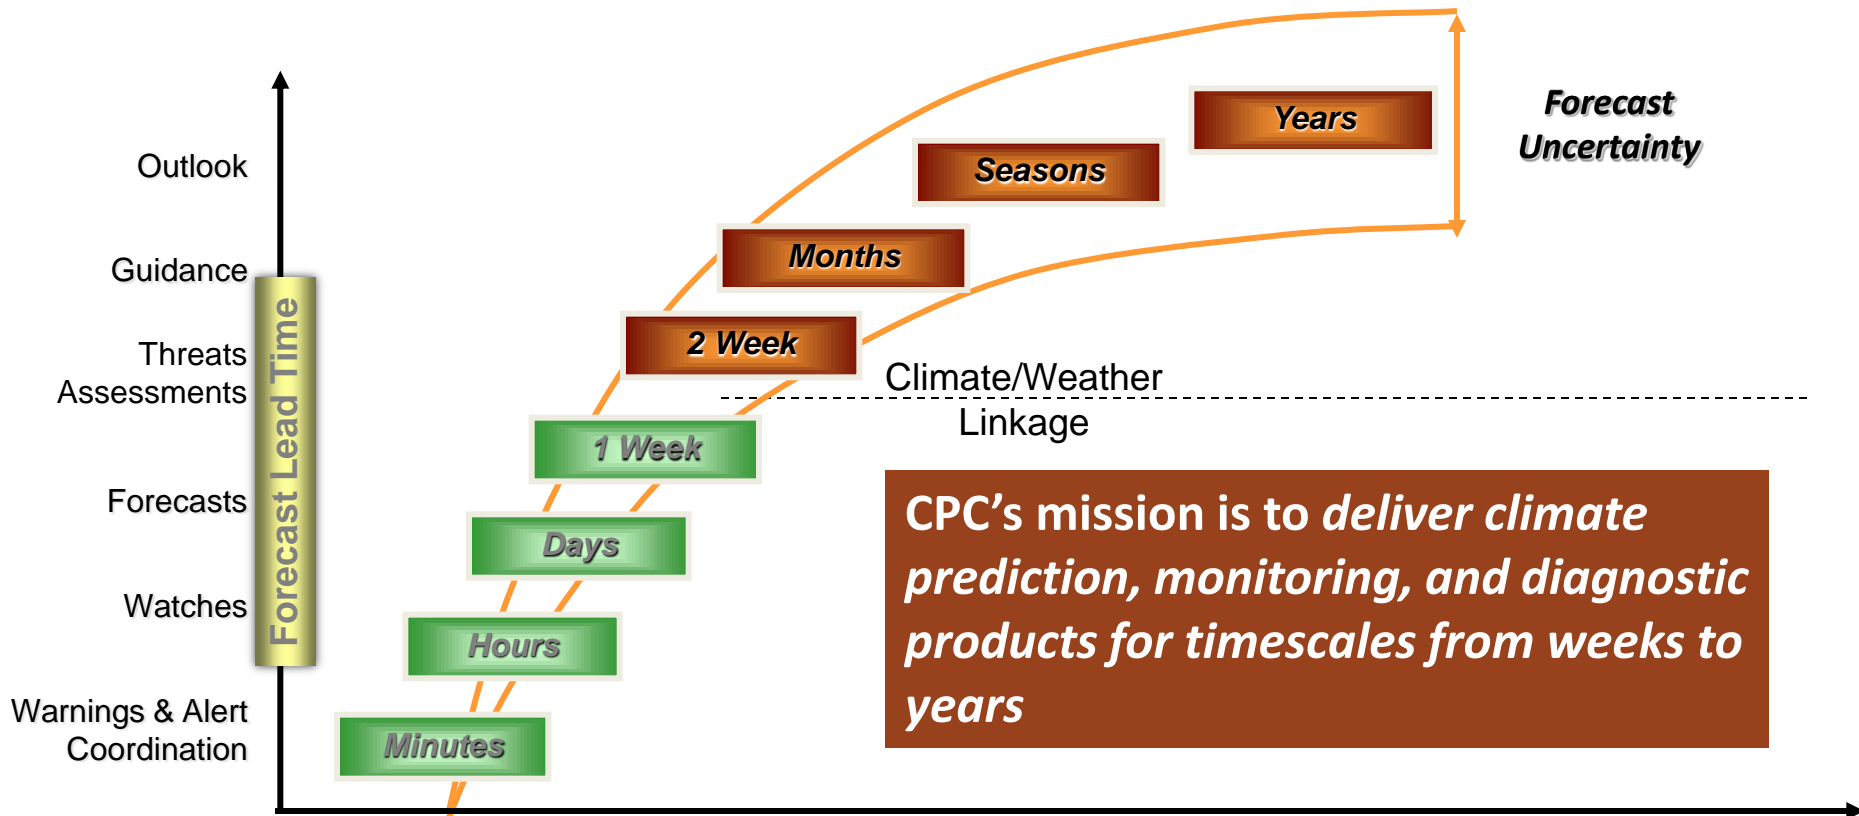 Outlook
Guidance
Threats
Assessments
Forecasts
Watches
Warnings & Alert
Coordination
Forecast Lead Time
Years
Seasons
Months
2 Week
1 Week
Days
Hours
Minutes
Forecast
Uncertainty
Climate/Weather
Linkage
CPC’s mission is to deliver climate
prediction, monitoring, and diagnostic
products for timescales from weeks to
years